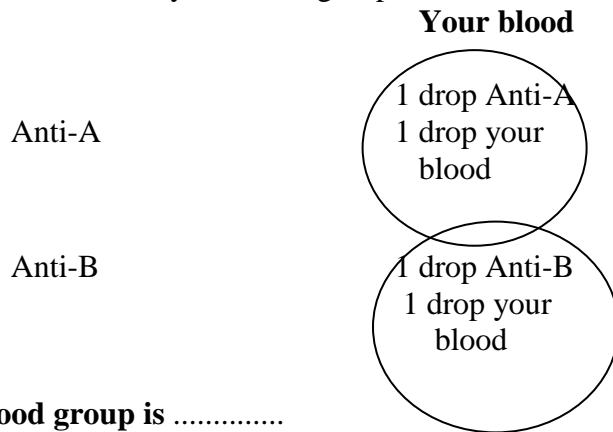 Your blood
1 drop Anti-A
Anti-A 1 drop your
blood
Anti-B 1 drop Anti-B
1 drop your
blood
ood group is ..............